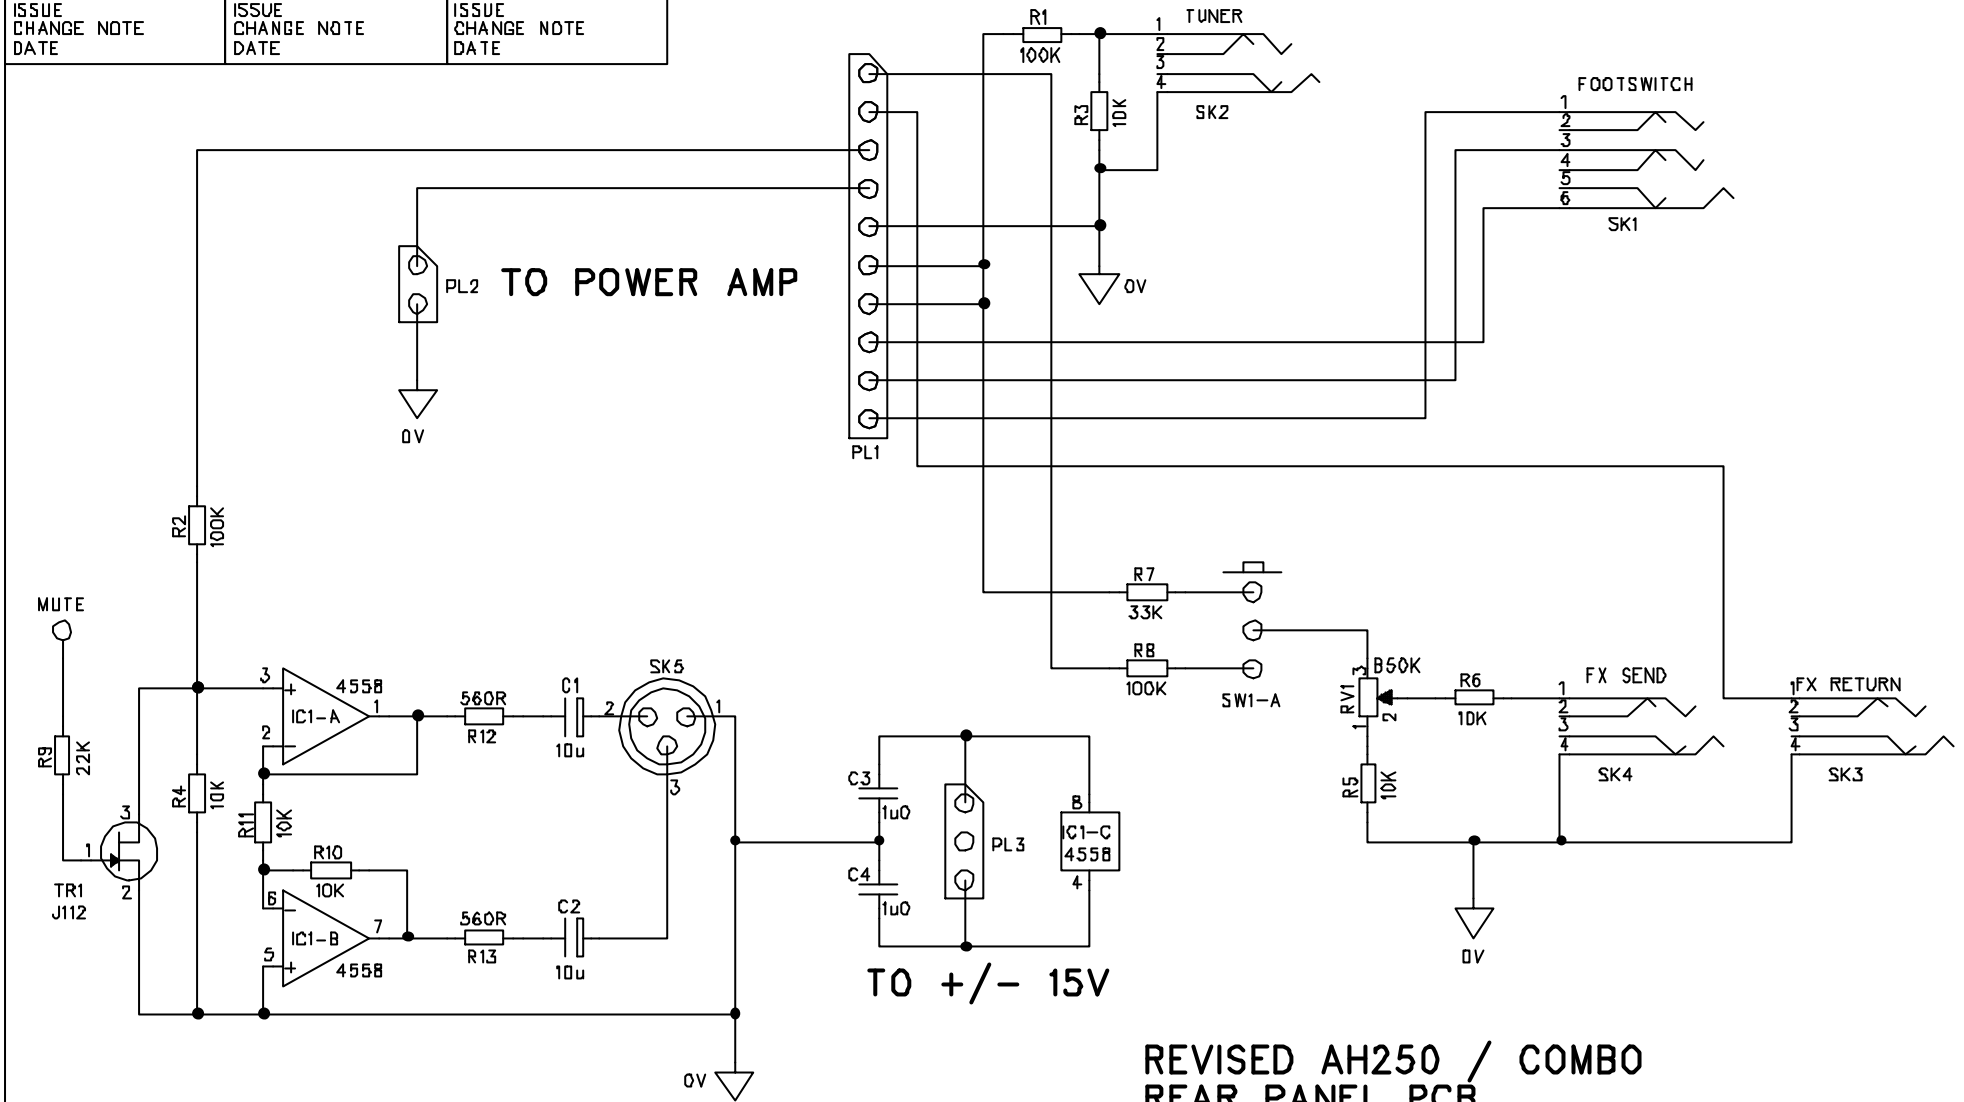 ISSUE ISSUE ISSUE
CHANGE NOTE CHANGE NOTE CHANGE NOTE
DATE DATE DATE
R1
100K
TUNER
1
2
3
4
SK2
R3
10K
0V
FOOTSWITCH
1
2
3
4
5
6
SK1
PL2
TO POWER AMP
0V
PL1
R2
100K
MUTE
R9
22K
R4
10K
3
1
2
TR1
J112
3
2
1
4558
IC1-A
R11
10K
R10
10K
6
5
7
IC1-B
4558
560R
R12
C1
10u
560R
R13
C2
10u
SK5
2
1
3
0V
C3
1u0
C4
1u0
PL3
8
IC1-C
4558
4
TO +/- 15V
R7
33K
R8
100K
SW1-A
B50K
RV1
3
2
1
R6
10K
R5
10K
FX SEND
1
2
3
4
SK4
FX RETURN
1
2
3
4
SK3
0V
REVISED AH250 / COMBO
REAR PANEL PCB